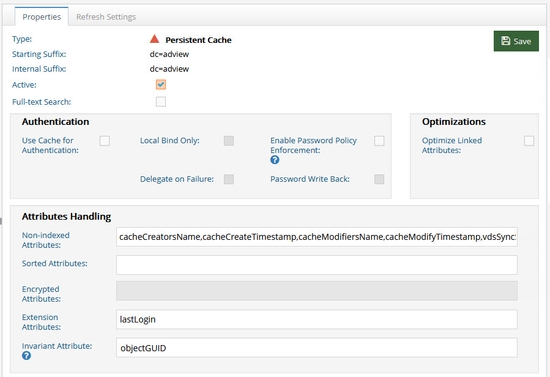 Properties Refresh Settings
Type: Persistent Cache
Save
Starting Suffix: dc=adview
Internal Suffix: dc=adview
Active:
Full-text Search:
Authentication
Use Cache for Authentication:
Local Bind Only:
Enable Password Policy Enforcement:
Delegate on Failure:
Password Write Back:
Optimizations
Optimize Linked Attributes:
Attributes Handling
Non-indexed Attributes: cacheCreatorsName,cacheCreateTimestamp,cacheModifiersName,cacheModifyTimestamp,vdsSync
Sorted Attributes:
Encrypted Attributes:
Extension Attributes: lastLogin
Invariant Attribute: objectGUID